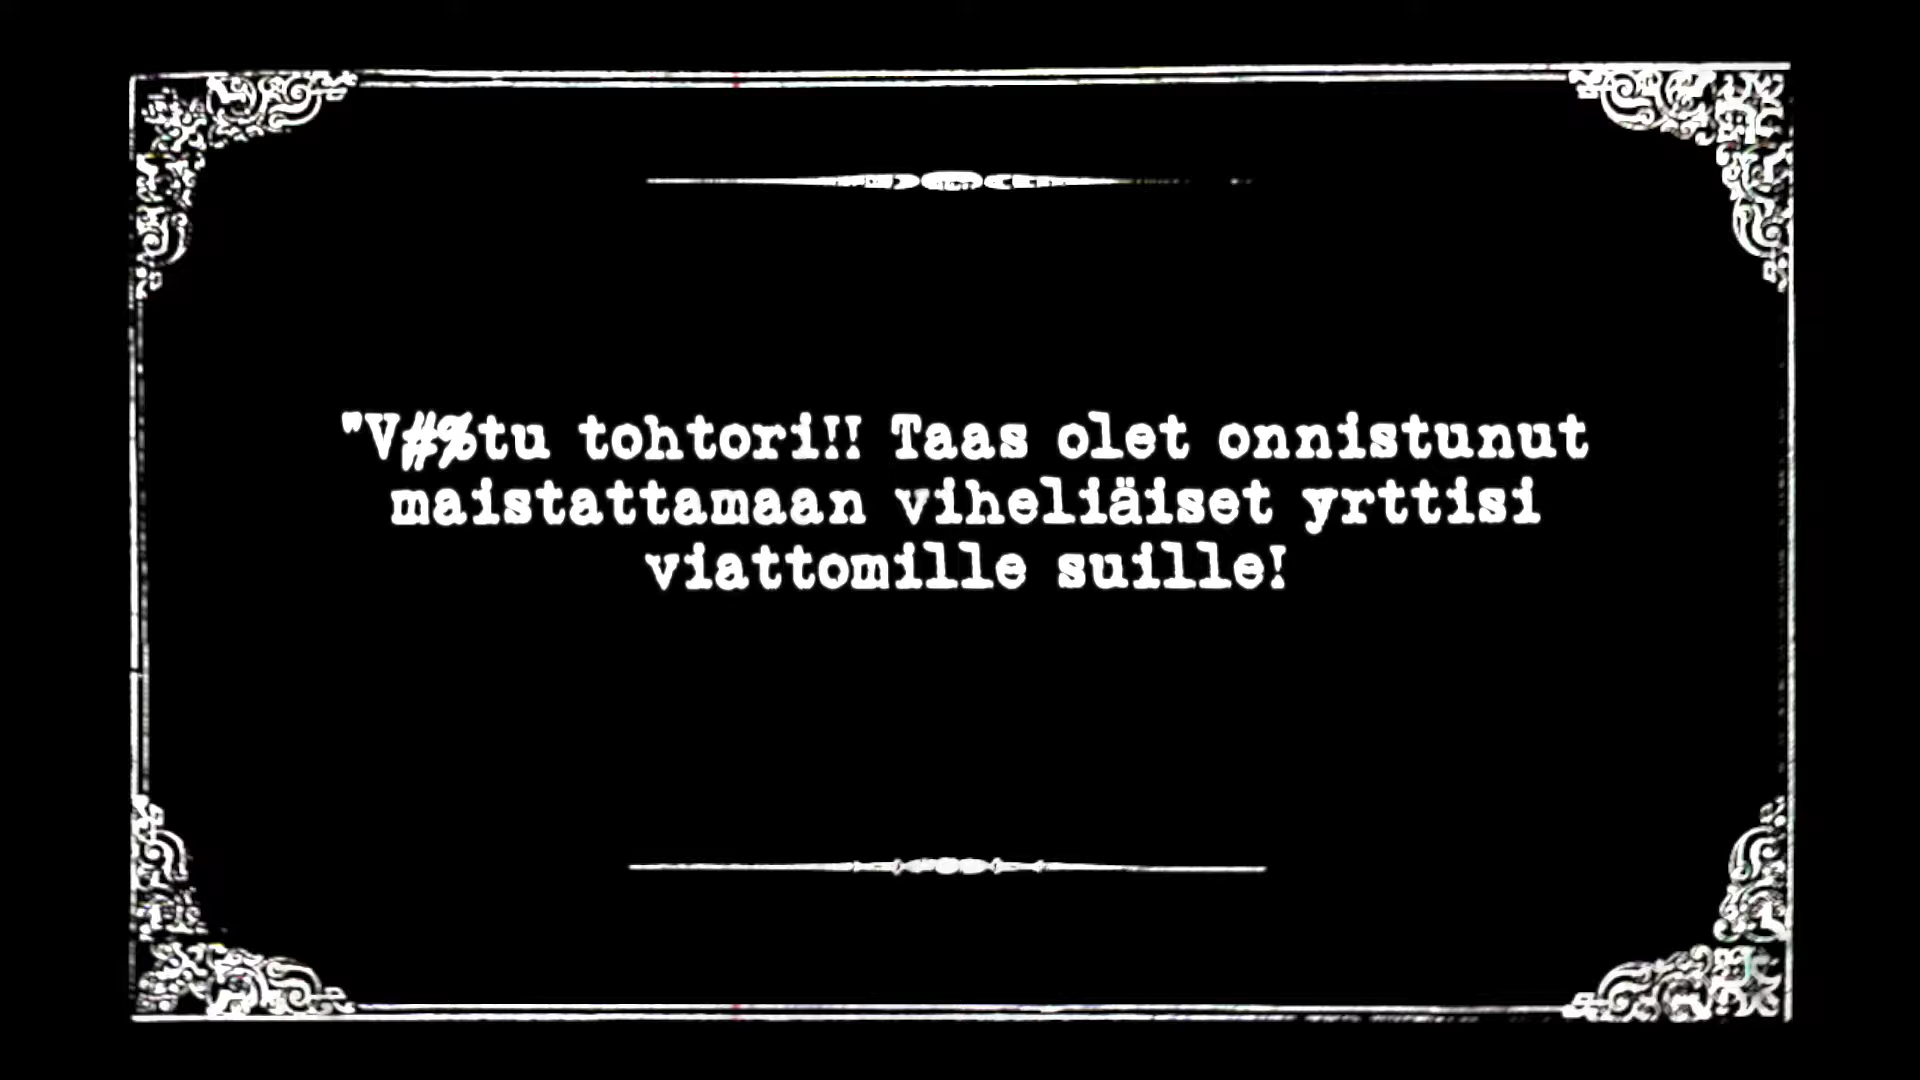 "V#%tu tohtori!! Taas olet onnistunut
maistattamaan viheliäiset yrttisi
viattomille suille!